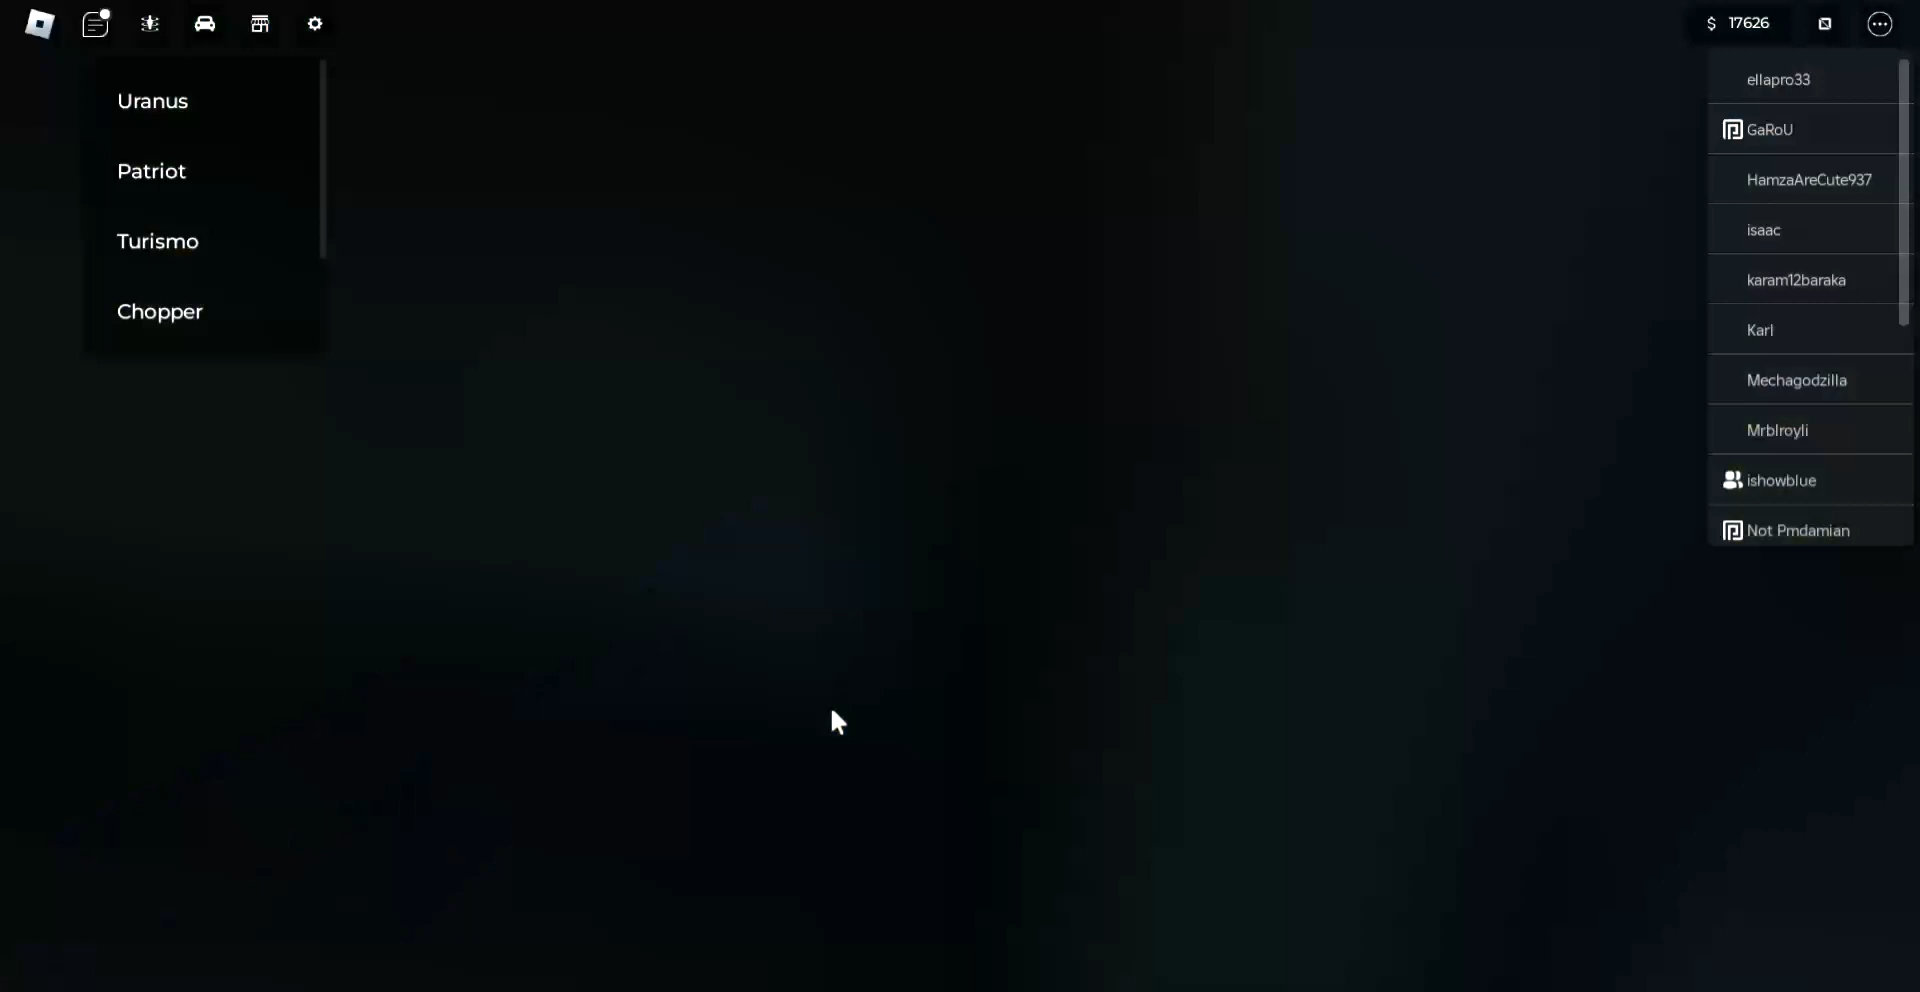 $ 17626
Uranus
Patriot
Turismo
Chopper
ellapro33
GaRoU
HamzaAreCute937
isaac
karam12baraka
Karl
Mechagodzilla
Mrblroyli
ishowblue
Not Pmdamian